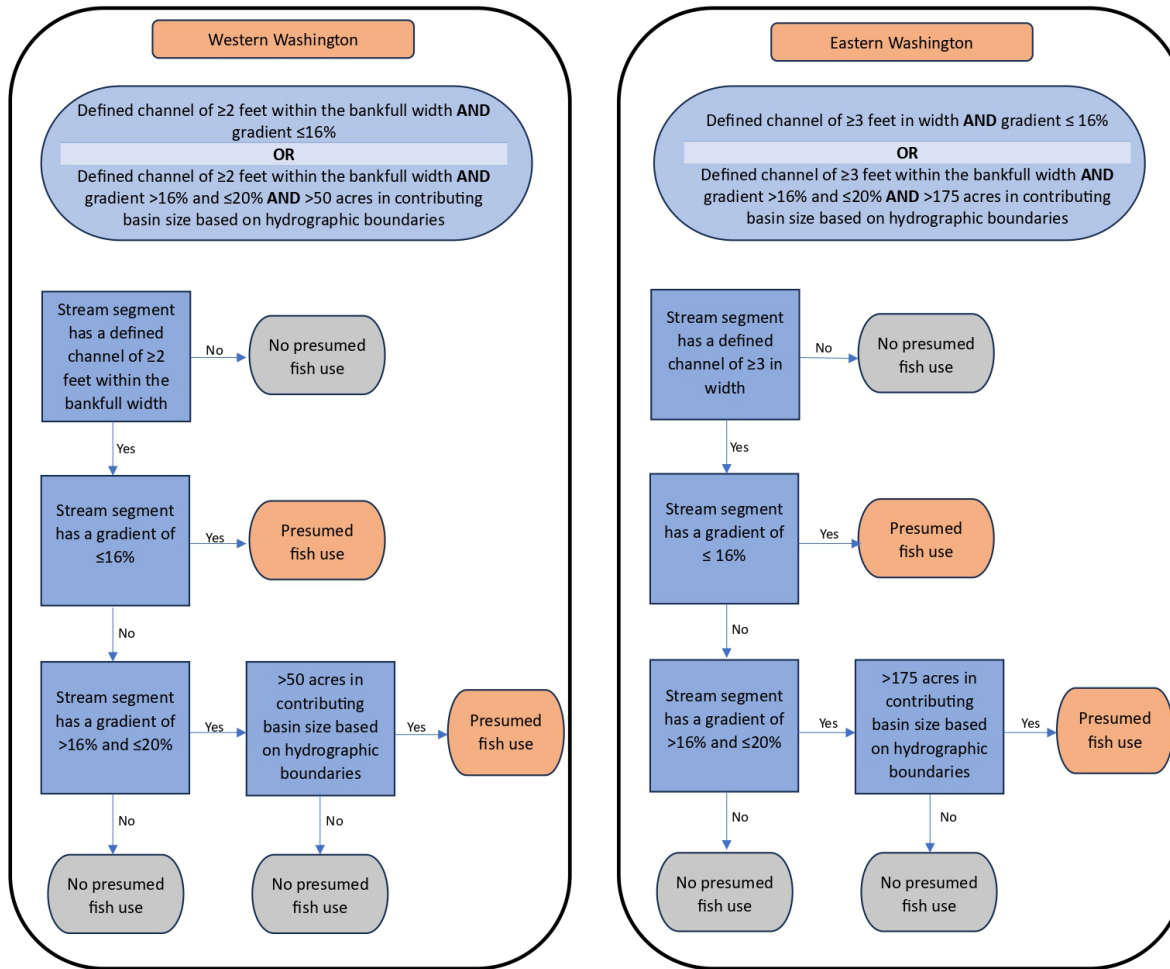 Western Washington
Defined channel of ≥2 feet within the bankfull width AND
gradient ≤16%
OR
Defined channel of ≥2 feet within the bankfull width AND
gradient >16% and ≤20% AND >50 acres in contributing
basin size based on hydrographic boundaries
Stream segment
has a defined
channel of ≥2
feet within the
bankfull width
No
No presumed
fish use
Yes
Stream segment
has a gradient of
≤16%
Yes
Presumed
fish use
No
Stream segment
has a gradient of
>16% and ≤20%
Yes
>50 acres in
contributing
basin size based
on hydrographic
boundaries
Yes
Presumed
fish use
No
No
No presumed
fish use
No presumed
fish use
Eastern Washington
Defined channel of ≥3 feet in width AND gradient ≤ 16%
OR
Defined channel of ≥3 feet within the bankfull width AND
gradient >16% and ≤20% AND >175 acres in contributing
basin size based on hydrographic boundaries
Stream segment
has a defined
channel of ≥3 in
width
No
No presumed
fish use
Yes
Stream segment
has a gradient of
≤ 16%
Yes
Presumed
fish use
No
Stream segment
has a gradient of
>16% and ≤20%
Yes
>175 acres in
contributing
basin size based
on hydrographic
boundaries
Yes
Presumed
fish use
No
No
No presumed
fish use
No presumed
fish use